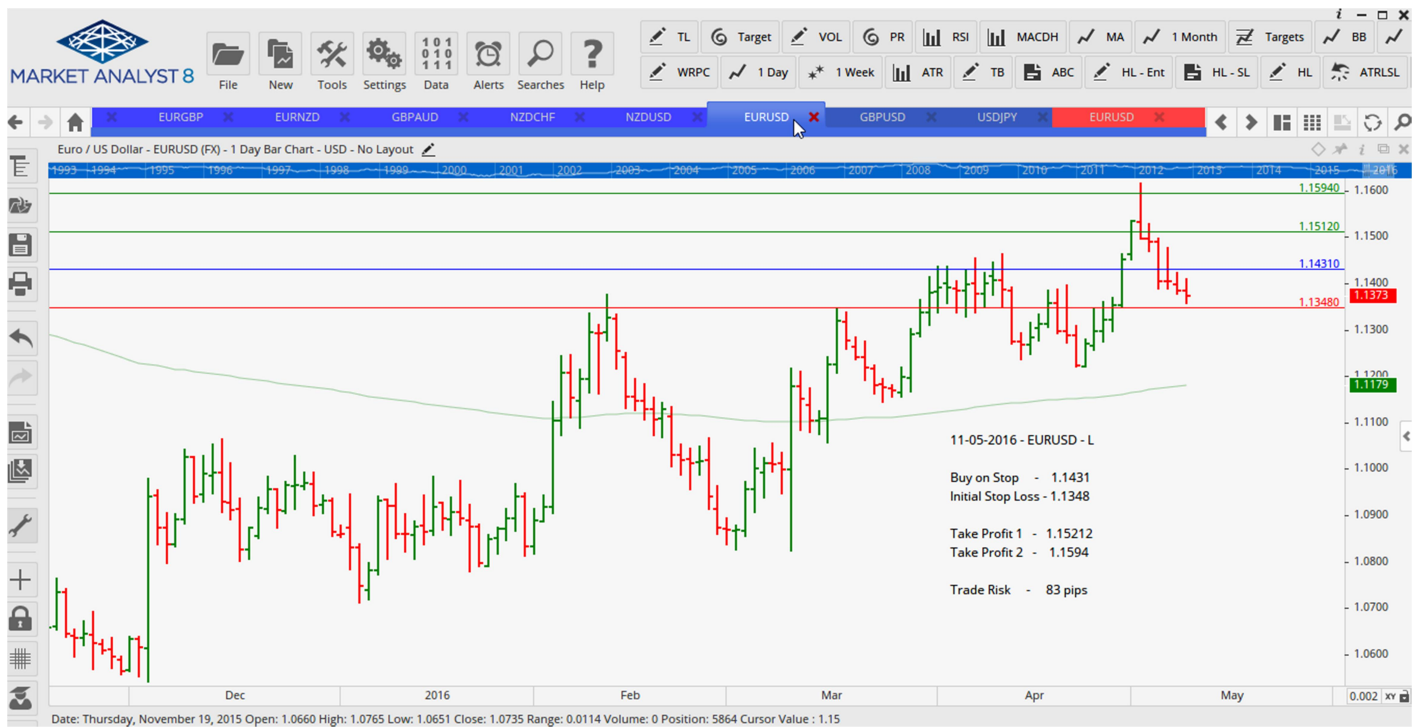 i
MARKET ANALYST 8
File New Tools Settings Data Alerts Searches Help
101
010
111
TL Target VOL PR RSI MACDH MA 1 Month Targets BB
WRPC 1 Day 1 Week ATR TB ABC HL - Ent HL - SL HL ATRLSL
EURGBP EURNZD GBPAUD NZDCHF NZDUSD EURUSD GBPUSD USDJPY EURUSD
Euro / US Dollar - EURUSD (FX) - 1 Day Bar Chart - USD - No Layout
1993 1994 1995 1996 1997 1998 1999 2000 2001 2002 2003 2004 2005 2006 2007 2008 2009 2010 2011 2012 2013 2014 2015 2016
1.15940
1.1600
1.15120
1.1500
1.14310
1.1400
1.1373
1.13480
1.1300
1.1200
1.1179
1.1100
1.1000
1.0900
1.0800
1.0700
1.0600
11-05-2016 - EURUSD - L
Buy on Stop - 1.1431
Initial Stop Loss - 1.1348
Take Profit 1 - 1.15212
Take Profit 2 - 1.1594
Trade Risk - 83 pips
Dec 2016 Feb Mar Apr May
0.002 XY
Date: Thursday, November 19, 2015 Open: 1.0660 High: 1.0765 Low: 1.0651 Close: 1.0735 Range: 0.0114 Volume: 0 Position: 5864 Cursor Value : 1.15